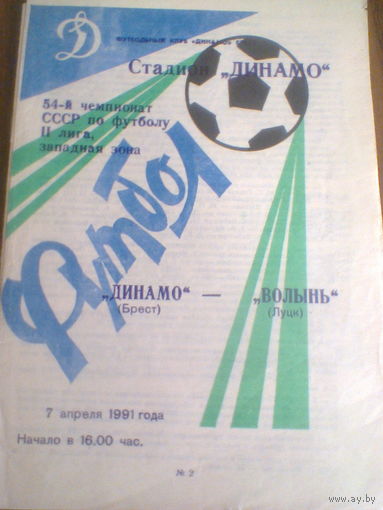 ФУТБОЛЬНЫЙ КЛУБ «ДИНАМО»
Стадион „ДИНАМО“
54-й чемпионат
СССР по футболу
II лига,
западная зона
Футбол
„ДИНАМО“ — „ВОЛЫНЬ“
(Брест) (Луцк)
7 апреля 1991 года
Начало в 16.00 час.
№ 2
www.ay.by